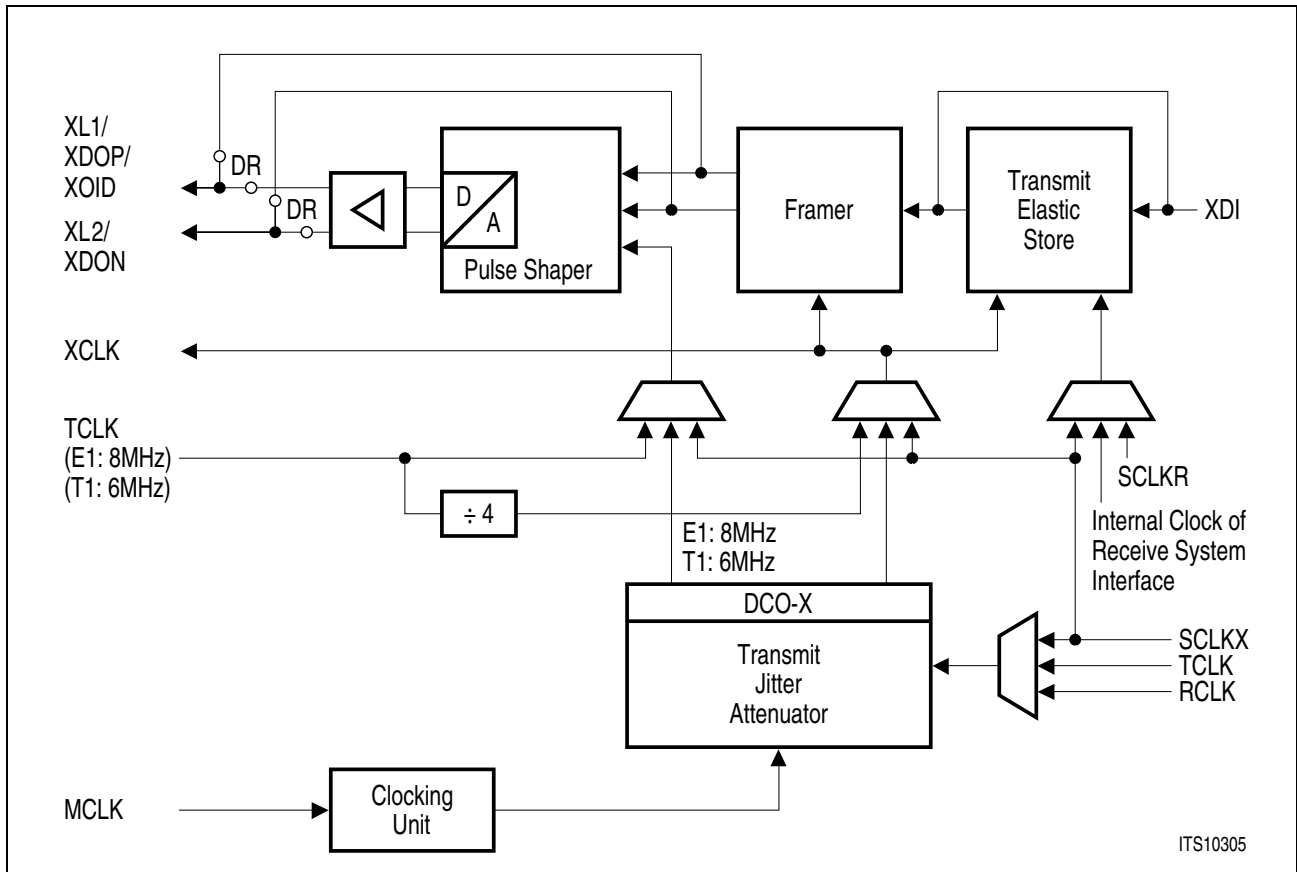 XL1/
XDOP/
XOID
DR
XL2/
XDON
DR
D
A
Pulse Shaper
Framer
Transmit
Elastic
Store
XDI
XCLK
TCLK
(E1: 8MHz)
(T1: 6MHz)
÷ 4
E1: 8MHz
T1: 6MHz
SCLKR
Internal Clock of
Receive System
Interface
DCO-X
Transmit
Jitter
Attenuator
SCLKX
TCLK
RCLK
MCLK
Clocking
Unit
ITS10305